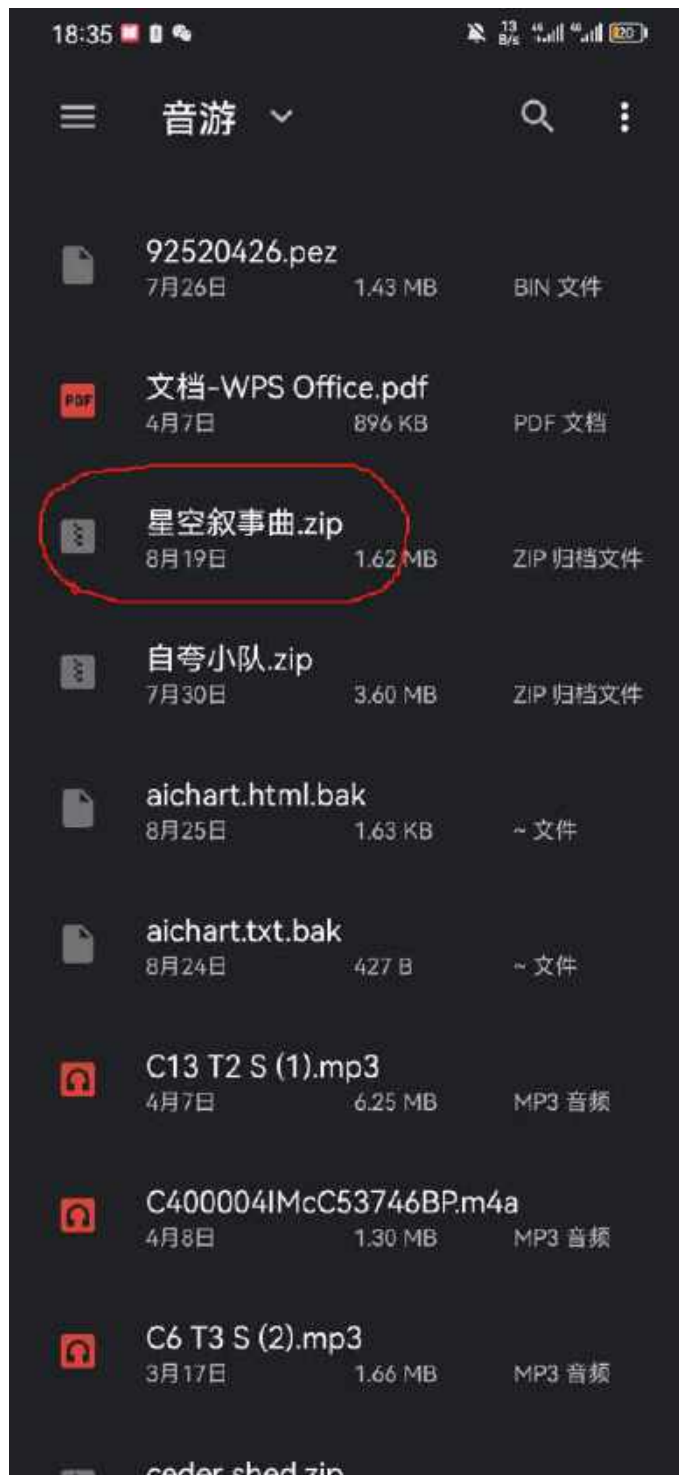 18:35 13 B/s 46 46 20
音游
92520426.pez
7月26日 1.43 MB BIN 文件
PDF 文档-WPS Office.pdf
4月7日 896 KB PDF 文档
星空叙事曲.zip
8月19日 1.62 MB ZIP 归档文件
自夸小队.zip
7月30日 3.60 MB ZIP 归档文件
aichart.html.bak
8月25日 1.63 KB ~ 文件
aichart.txt.bak
8月24日 427 B ~ 文件
C13 T2 S (1).mp3
4月7日 6.25 MB MP3 音频
C400004IMcC53746BP.m4a
4月8日 1.30 MB MP3 音频
C6 T3 S (2).mp3
3月17日 1.66 MB MP3 音频
ceder shed.zip